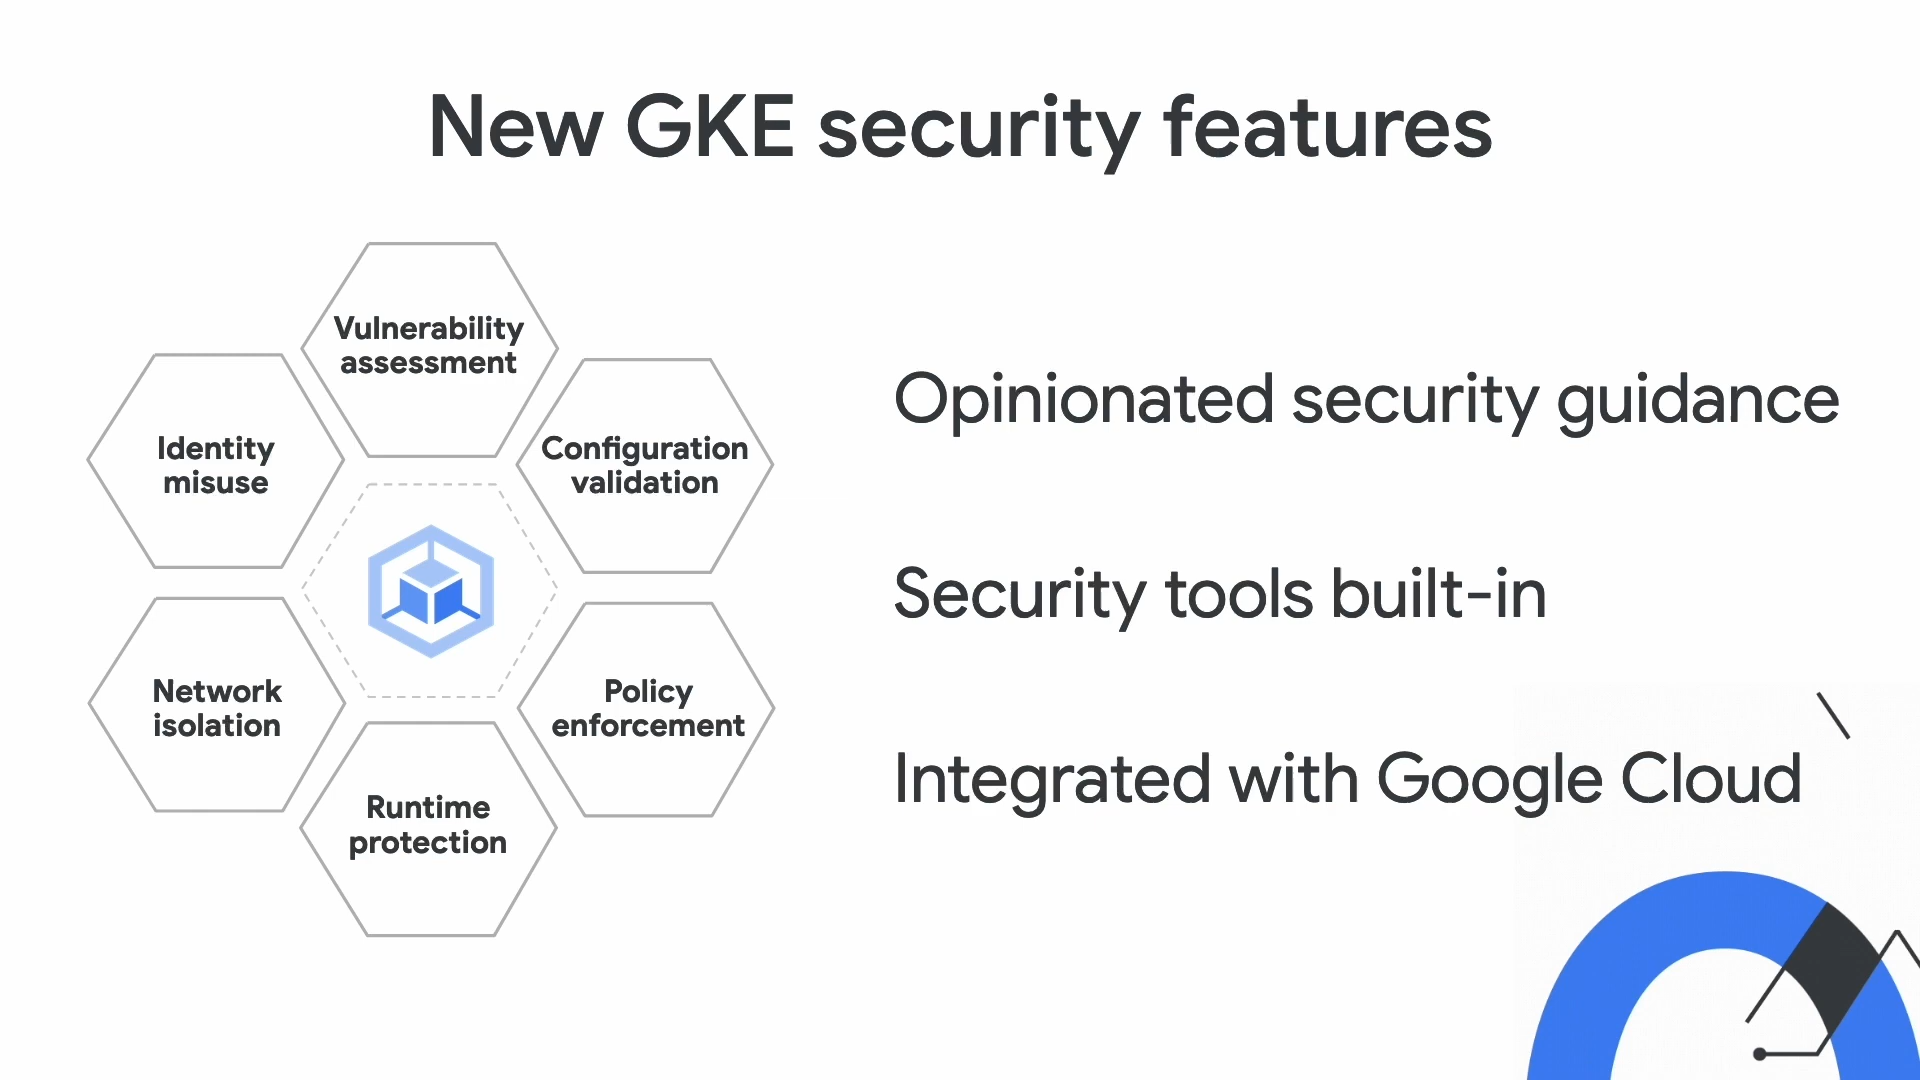 New GKE security features
Vulnerability
assessment
Identity
misuse
Configuration
validation
Network
isolation
Policy
enforcement
Runtime
protection
Opinionated security guidance
Security tools built-in
Integrated with Google Cloud